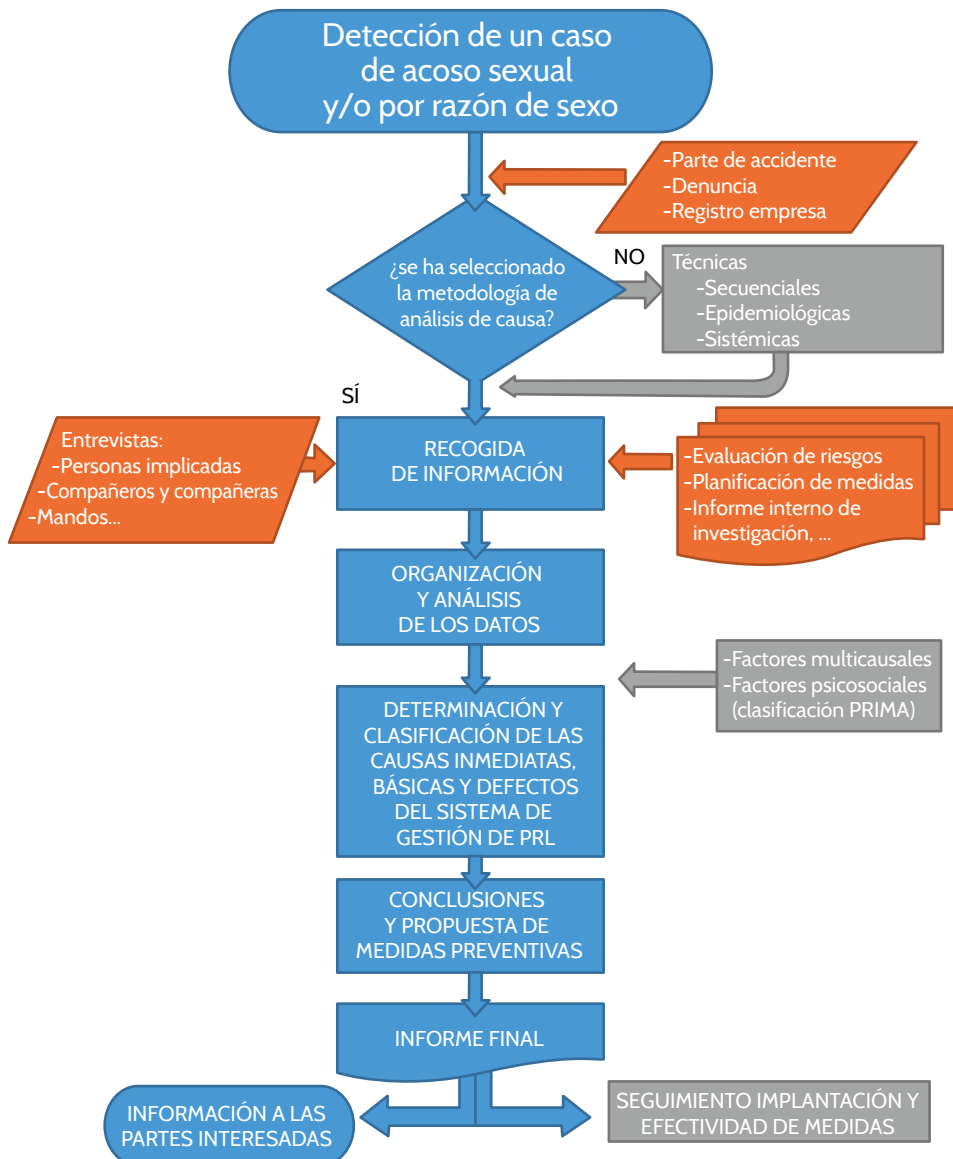 Detección de un caso
de acoso sexual
y/o por razón de sexo
-Parte de accidente
-Denuncia
-Registro empresa
¿se ha seleccionado
la metodología de
análisis de causa?
NO
Técnicas
-Secuenciales
-Epidemiológicas
-Sistémicas
SÍ
Entrevistas:
-Personas implicadas
-Compañeros y compañeras
-Mandos...
RECOGIDA
DE INFORMACIÓN
-Evaluación de riesgos
-Planificación de medidas
-Informe interno de
investigación, ...
ORGANIZACIÓN
Y ANÁLISIS
DE LOS DATOS
-Factores multicausales
-Factores psicosociales
(clasificación PRIMA)
DETERMINACIÓN Y
CLASIFICACIÓN DE LAS
CAUSAS INMEDIATAS,
BÁSICAS Y DEFECTOS
DEL SISTEMA DE
GESTIÓN DE PRL
CONCLUSIONES
Y PROPUESTA DE
MEDIDAS PREVENTIVAS
INFORME FINAL
INFORMACIÓN A LAS
PARTES INTERESADAS
SEGUIMIENTO IMPLANTACIÓN Y
EFECTIVIDAD DE MEDIDAS